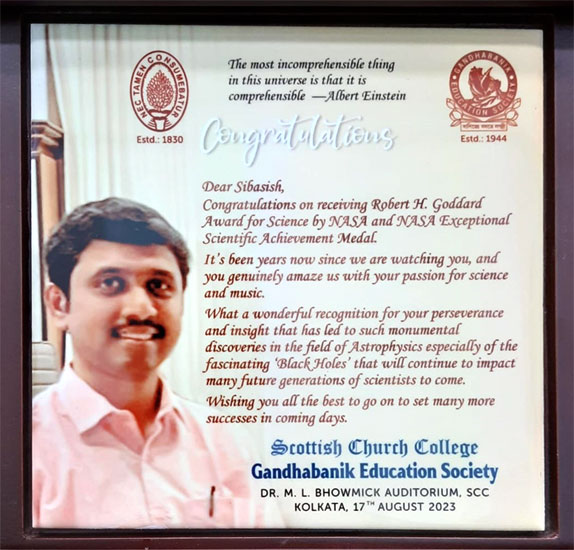 The most incomprehensible thing
in this universe is that it is
comprehensible —Albert Einstein
NEC TAMEN CONSUMEBATUR
Estd.: 1830
GANDHABANIK EDUCATION SOCIETY
Estd.: 1944
Congratulations
Dear Sibasish,
Congratulations on receiving Robert H. Goddard
Award for Science by NASA and NASA Exceptional
Scientific Achievement Medal.
It's been years now since we are watching you, and
you genuinely amaze us with your passion for science
and music.
What a wonderful recognition for your perseverance
and insight that has led to such monumental
discoveries in the field of Astrophysics especially of the
fascinating 'Black Holes' that will continue to impact
many future generations of scientists to come.
Wishing you all the best to go on to set many more
successes in coming days.
Scottish Church College
Gandhabanik Education Society
DR. M. L. BHOWMICK AUDITORIUM, SCC
KOLKATA, 17TH AUGUST 2023